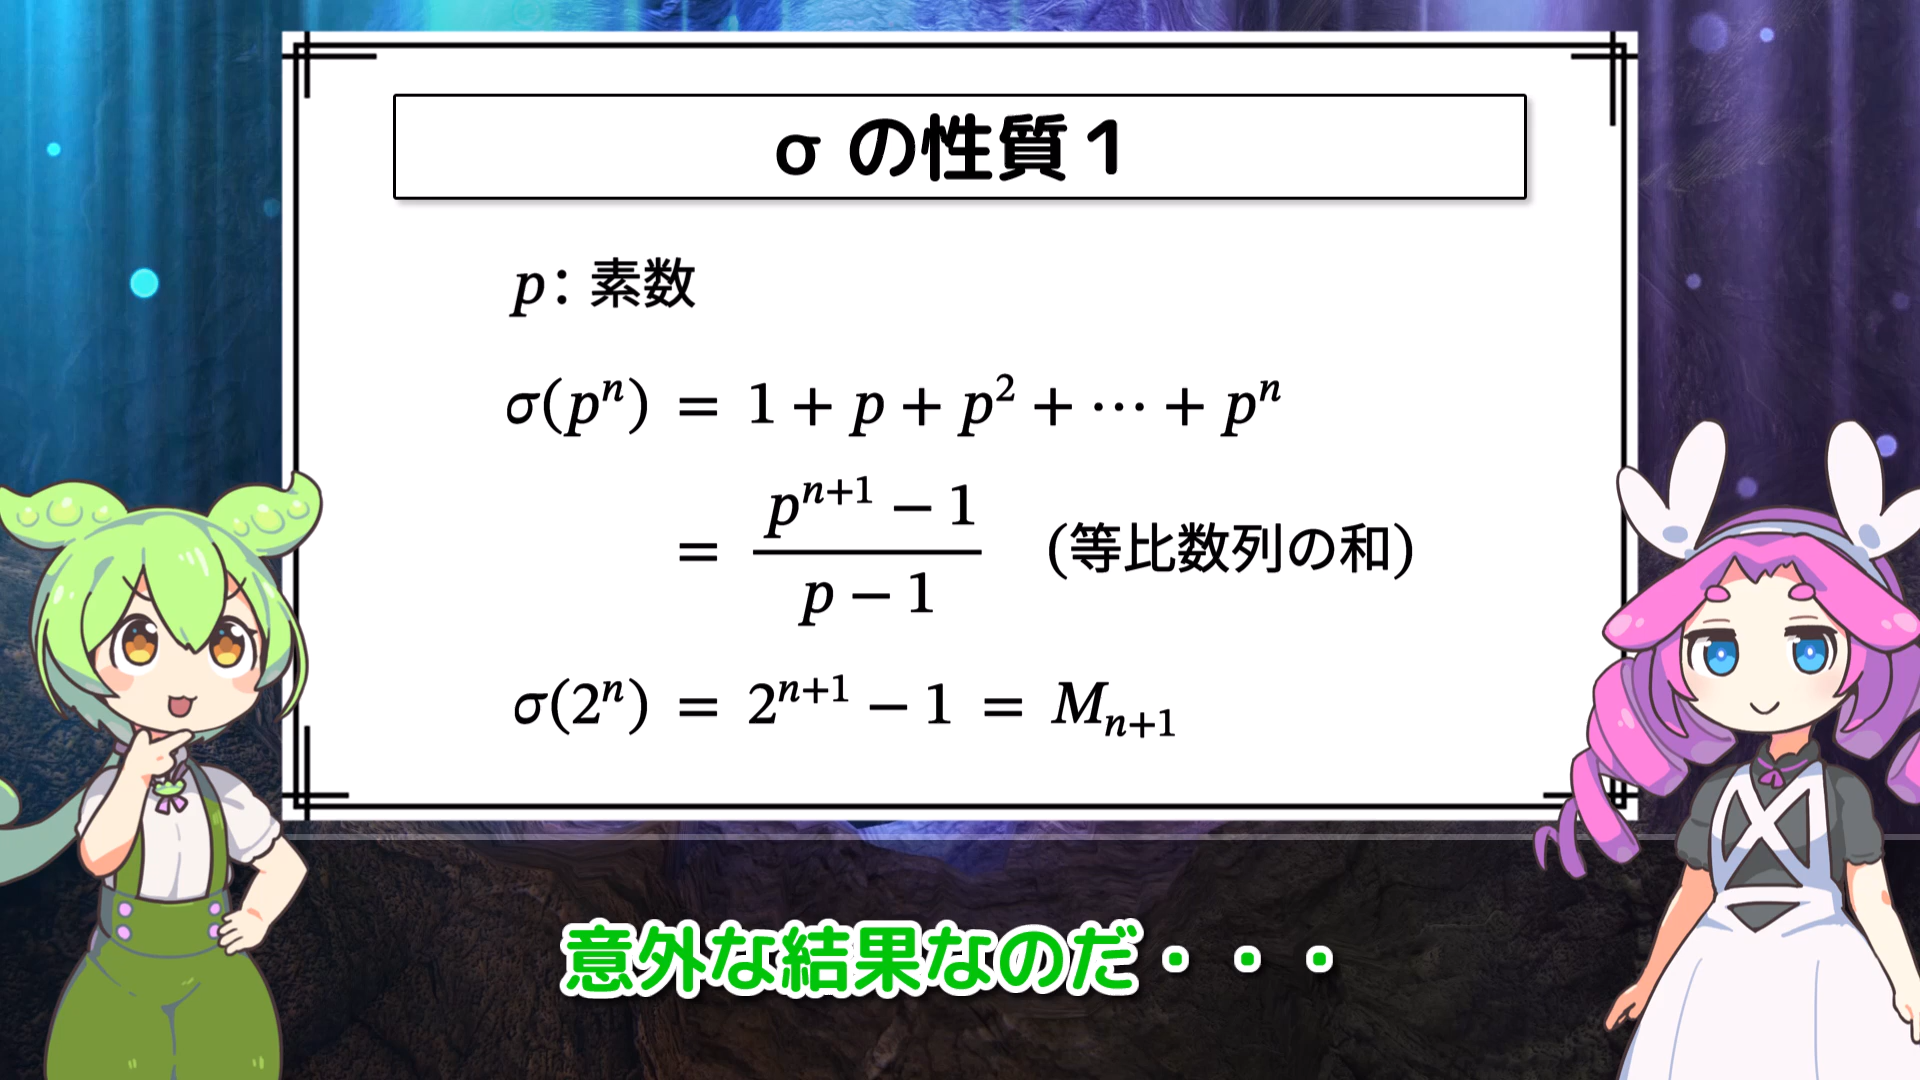 σ の性質１
p：素数
σ(pⁿ) = 1 + p + p² + ⋯ + pⁿ
= (pⁿ⁺¹ − 1)/(p − 1) (等比数列の和)
σ(2ⁿ) = 2ⁿ⁺¹ − 1 = Mₙ₊₁
意外な結果なのだ・・・